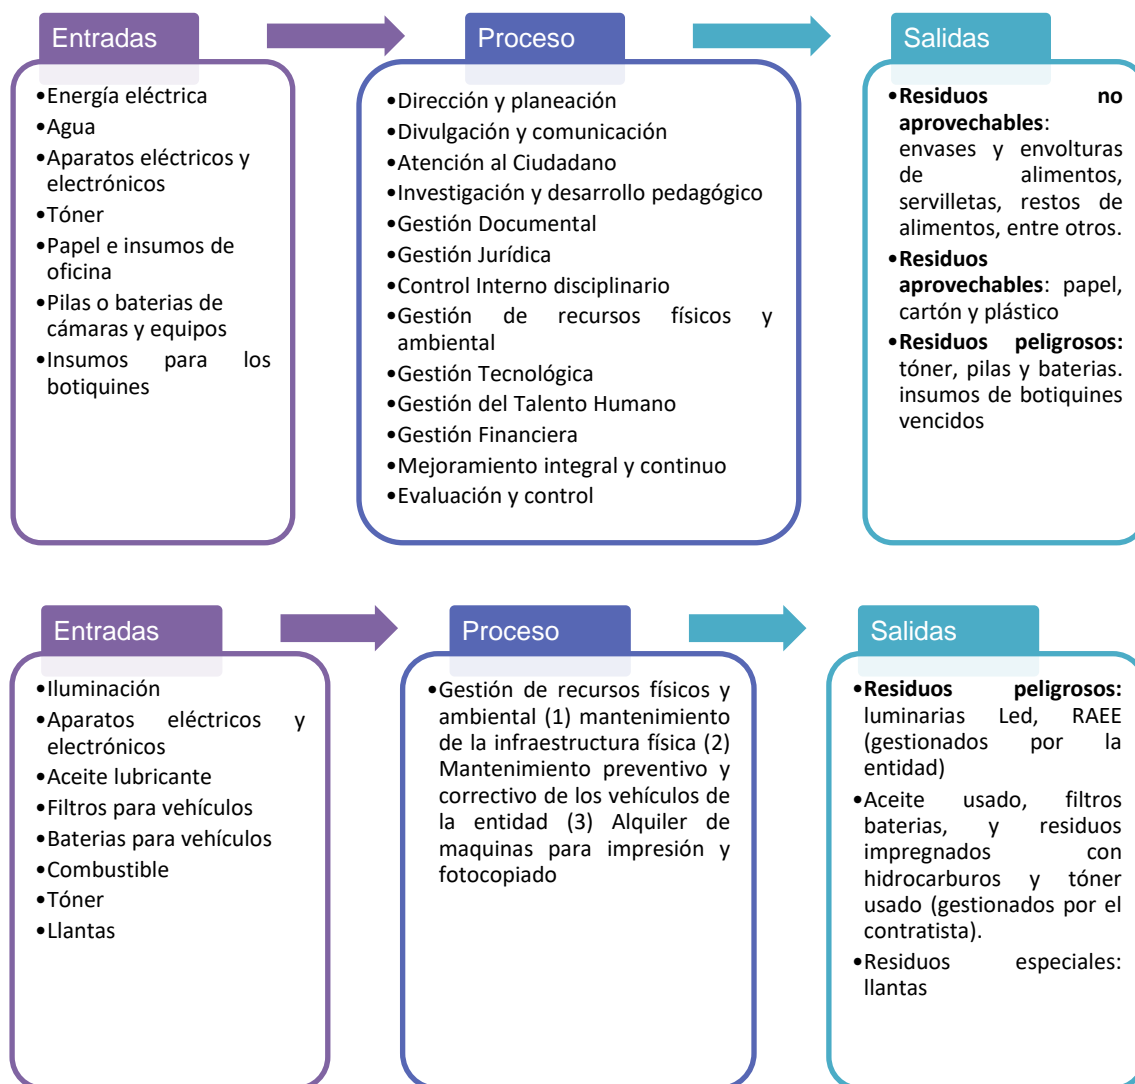 Entradas
•Energía eléctrica
•Agua
•Aparatos eléctricos y
electrónicos
•Tóner
•Papel e insumos de
oficina
•Pilas o baterias de
cámaras y equipos
•Insumos para los
botiquines
Proceso
•Dirección y planeación
•Divulgación y comunicación
•Atención al Ciudadano
•Investigación y desarrollo pedagógico
•Gestión Documental
•Gestión Jurídica
•Control Interno disciplinario
•Gestión de recursos físicos y
ambiental
•Gestión Tecnológica
•Gestión del Talento Humano
•Gestión Financiera
•Mejoramiento integral y continuo
•Evaluación y control
Salidas
•Residuos no
aprovechables:
envases y envolturas
de alimentos,
servilletas, restos de
alimentos, entre otros.
•Residuos
aprovechables: papel,
cartón y plástico
•Residuos peligrosos:
tóner, pilas y baterias.
insumos de botiquines
vencidos
Entradas
•Iluminación
•Aparatos eléctricos y
electrónicos
•Aceite lubricante
•Filtros para vehículos
•Baterias para vehículos
•Combustible
•Tóner
•Llantas
Proceso
•Gestión de recursos físicos y
ambiental (1) mantenimiento
de la infraestructura física (2)
Mantenimiento preventivo y
correctivo de los vehículos de
la entidad (3) Alquiler de
maquinas para impresión y
fotocopiado
Salidas
•Residuos peligrosos:
luminarias Led, RAEE
(gestionados por la
entidad)
•Aceite usado, filtros
baterias, y residuos
impregnados con
hidrocarburos y tóner
usado (gestionados por el
contratista).
•Residuos especiales:
llantas